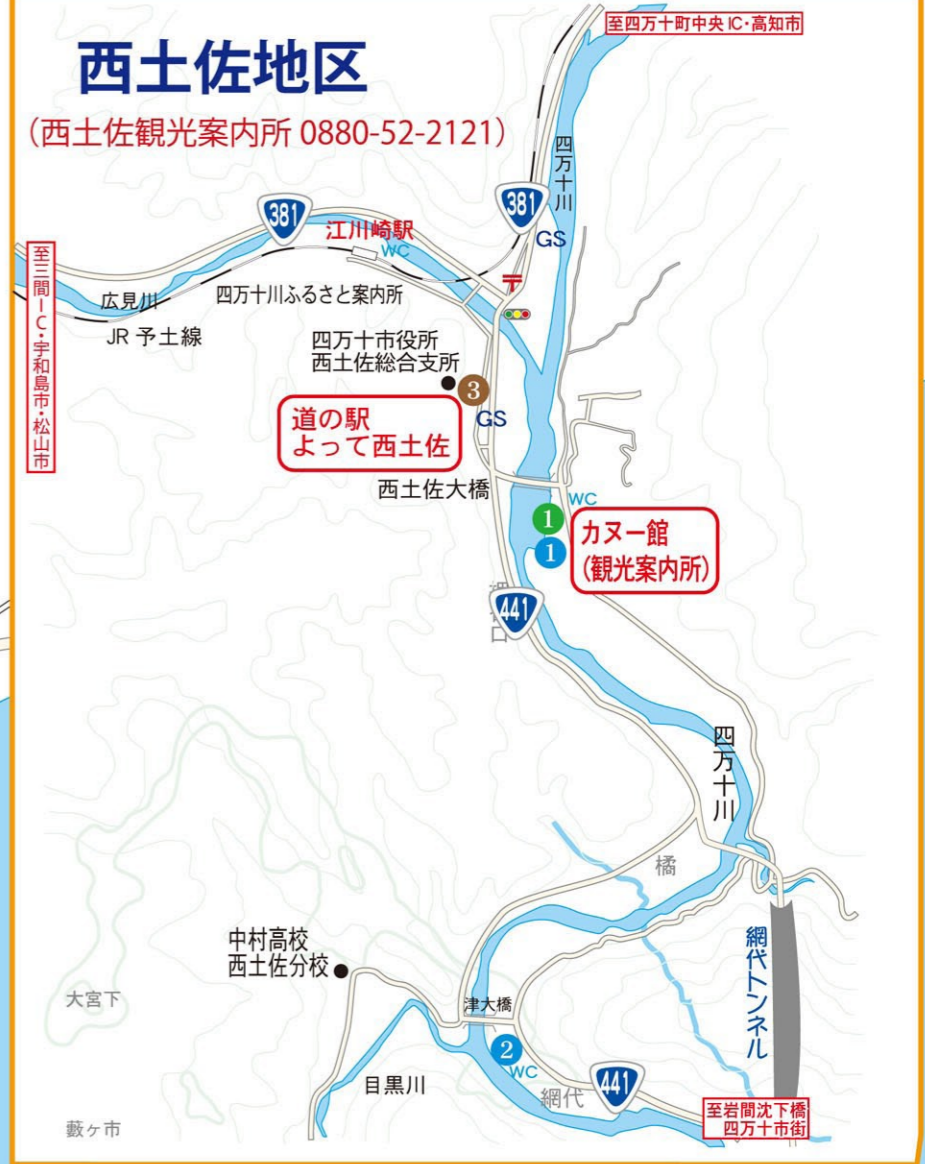 西土佐地区
(西土佐観光案内所 0880-52-2121)
至四万十町中央IC・高知市
四万十川
381
381
江川崎駅
WC
GS
〒
至三間IC・宇和島市・松山市
広見川
四万十川ふるさと案内所
JR 予土線
四万十市役所
西土佐総合支所
3
GS
道の駅
よって西土佐
西土佐大橋
WC
1
1
カヌー館
(観光案内所)
441
口
四万十川
橘
網代トンネル
中村高校
西土佐分校
大宮下
津大橋
2
WC
目黒川
網代
441
至岩間沈下橋
四万十市街
藪ヶ市